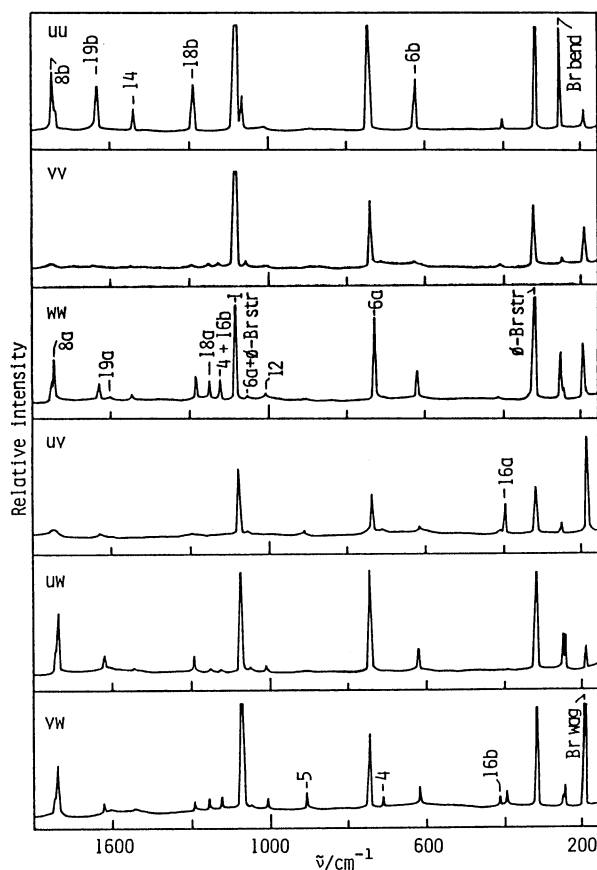 uu
8b
19b
14
18b
6b
Br bend
vv
ww
8a
19a
18a
4 + 16b
1
6a+ø-Br str
12
6a
ø-Br str
uv
16a
uw
vw
5
4
16b
Br wag
Relative intensity
1600
1000
600
200
ṽ/cm⁻¹